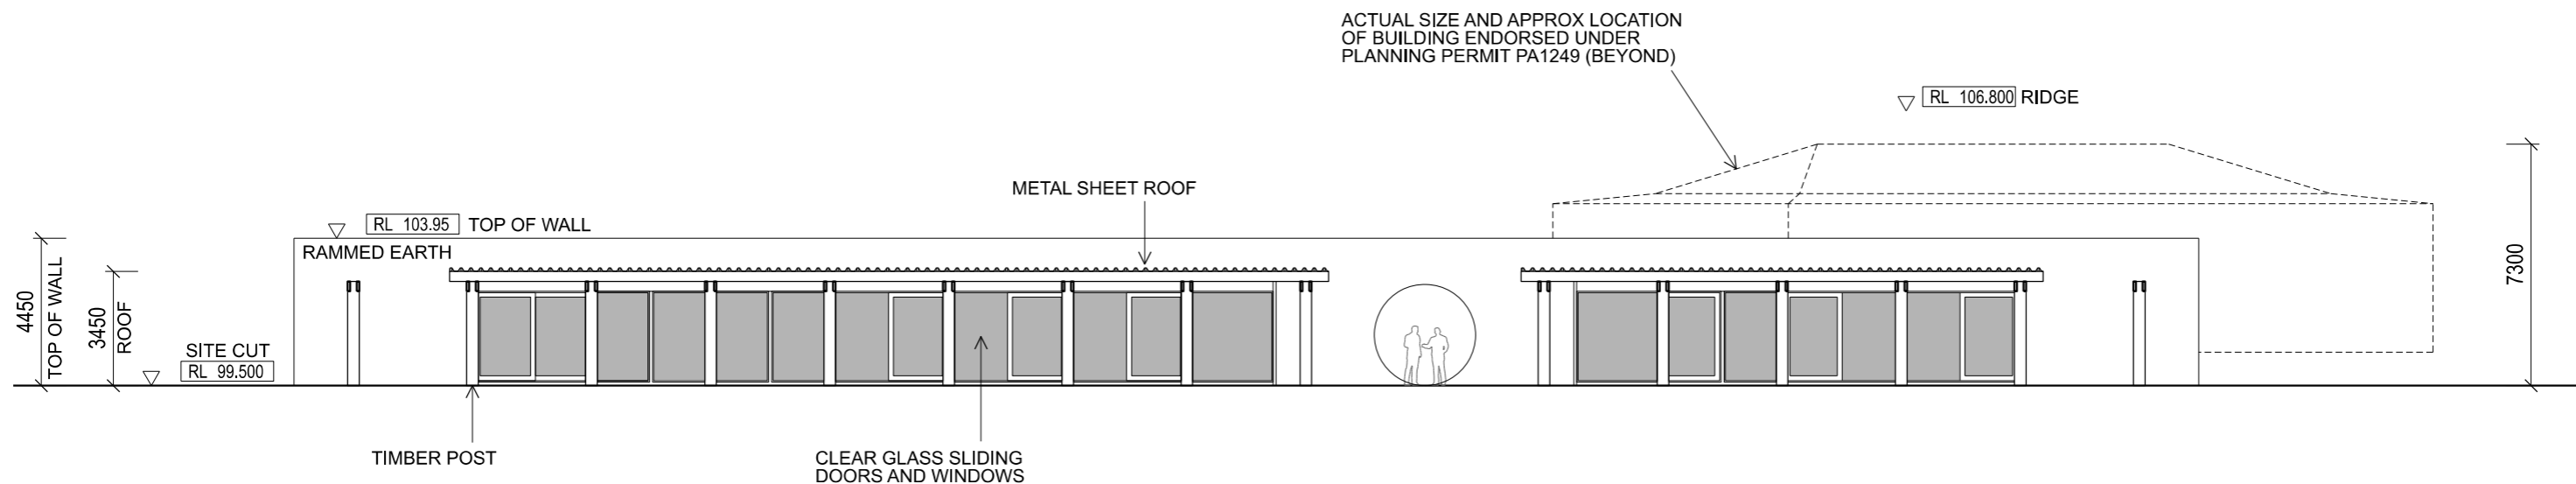 ACTUAL SIZE AND APPROX LOCATION
OF BUILDING ENDORSED UNDER
PLANNING PERMIT PA1249 (BEYOND)
RL 106.800 RIDGE
METAL SHEET ROOF
RL 103.95 TOP OF WALL
RAMMED EARTH
4450
TOP OF WALL
3450
ROOF
SITE CUT
RL 99.500
7300
TIMBER POST
CLEAR GLASS SLIDING
DOORS AND WINDOWS